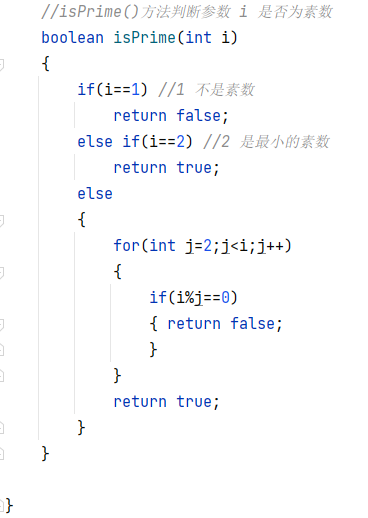 //isPrime()方法判断参数 i 是否为素数
boolean isPrime(int i)
{
if(i==1) //1 不是素数
return false;
else if(i==2) //2 是最小的素数
return true;
else
{
for(int j=2;j<i;j++)
{
if(i%j==0)
{ return false;
}
}
return true;
}
}
}